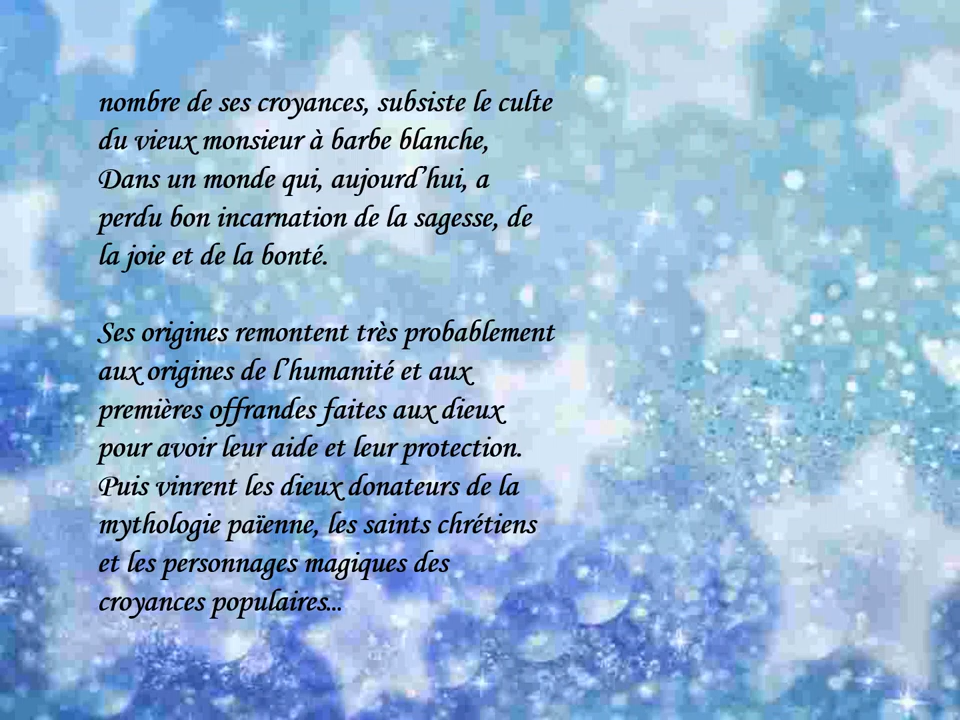 nombre de ses croyances, subsiste le culte
du vieux monsieur à barbe blanche,
Dans un monde qui, aujourd’hui, a
perdu bon incarnation de la sagesse, de
la joie et de la bonté.
Ses origines remontent très probablement
aux origines de l’humanité et aux
premières offrandes faites aux dieux
pour avoir leur aide et leur protection.
Puis vinrent les dieux donateurs de la
mythologie païenne, les saints chrétiens
et les personnages magiques des
croyances populaires...